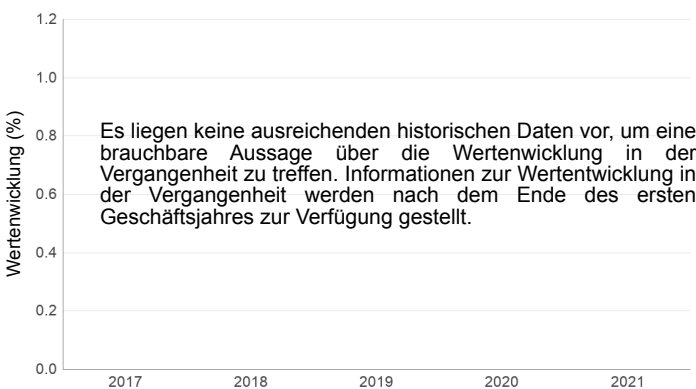 1.2
1.0
Wertenwicklung (%)
0.8
Es liegen keine ausreichenden historischen Daten vor, um eine
brauchbare Aussage über die Wertenwicklung in der
Vergangenheit zu treffen. Informationen zur Wertentwicklung in
0.6
der Vergangenheit werden nach dem Ende des ersten
Geschäftsjahres zur Verfügung gestellt.
0.4
0.2
0.0
2017 2018 2019 2020 2021